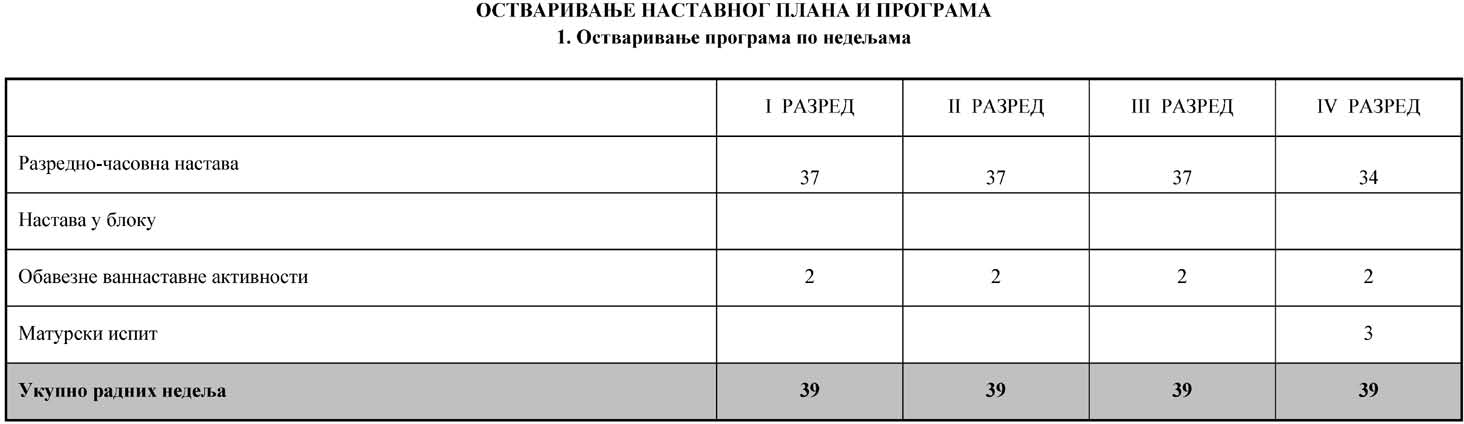 ОСТВАРИВАЊЕ НАСТАВНОГ ПЛАНА И ПРОГРАМА
1. Остваривање програма по недељама
I РАЗРЕД II РАЗРЕД III РАЗРЕД IV РАЗРЕД
Разредно-часовна настава 37 37 37 34
Настава у блоку
Обавезне ваннаставне активности 2 2 2 2
Матурски испит 3
Укупно радних недеља 39 39 39 39